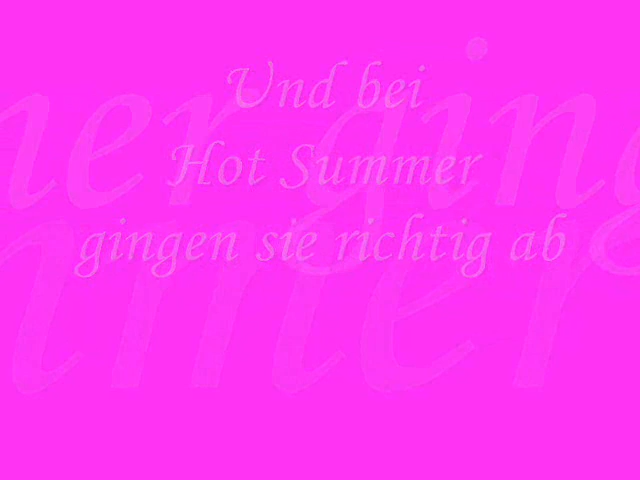 Und bei
Hot Summer
gingen sie richtig ab